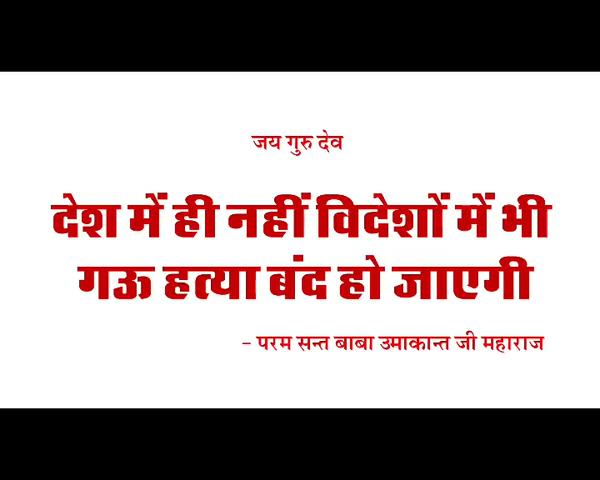 जय गुरु देव
देश में ही नहीं विदेशों में भी
गऊ हत्या बंद हो जाएगी
- परम सन्त बाबा उमाकान्त जी महाराज